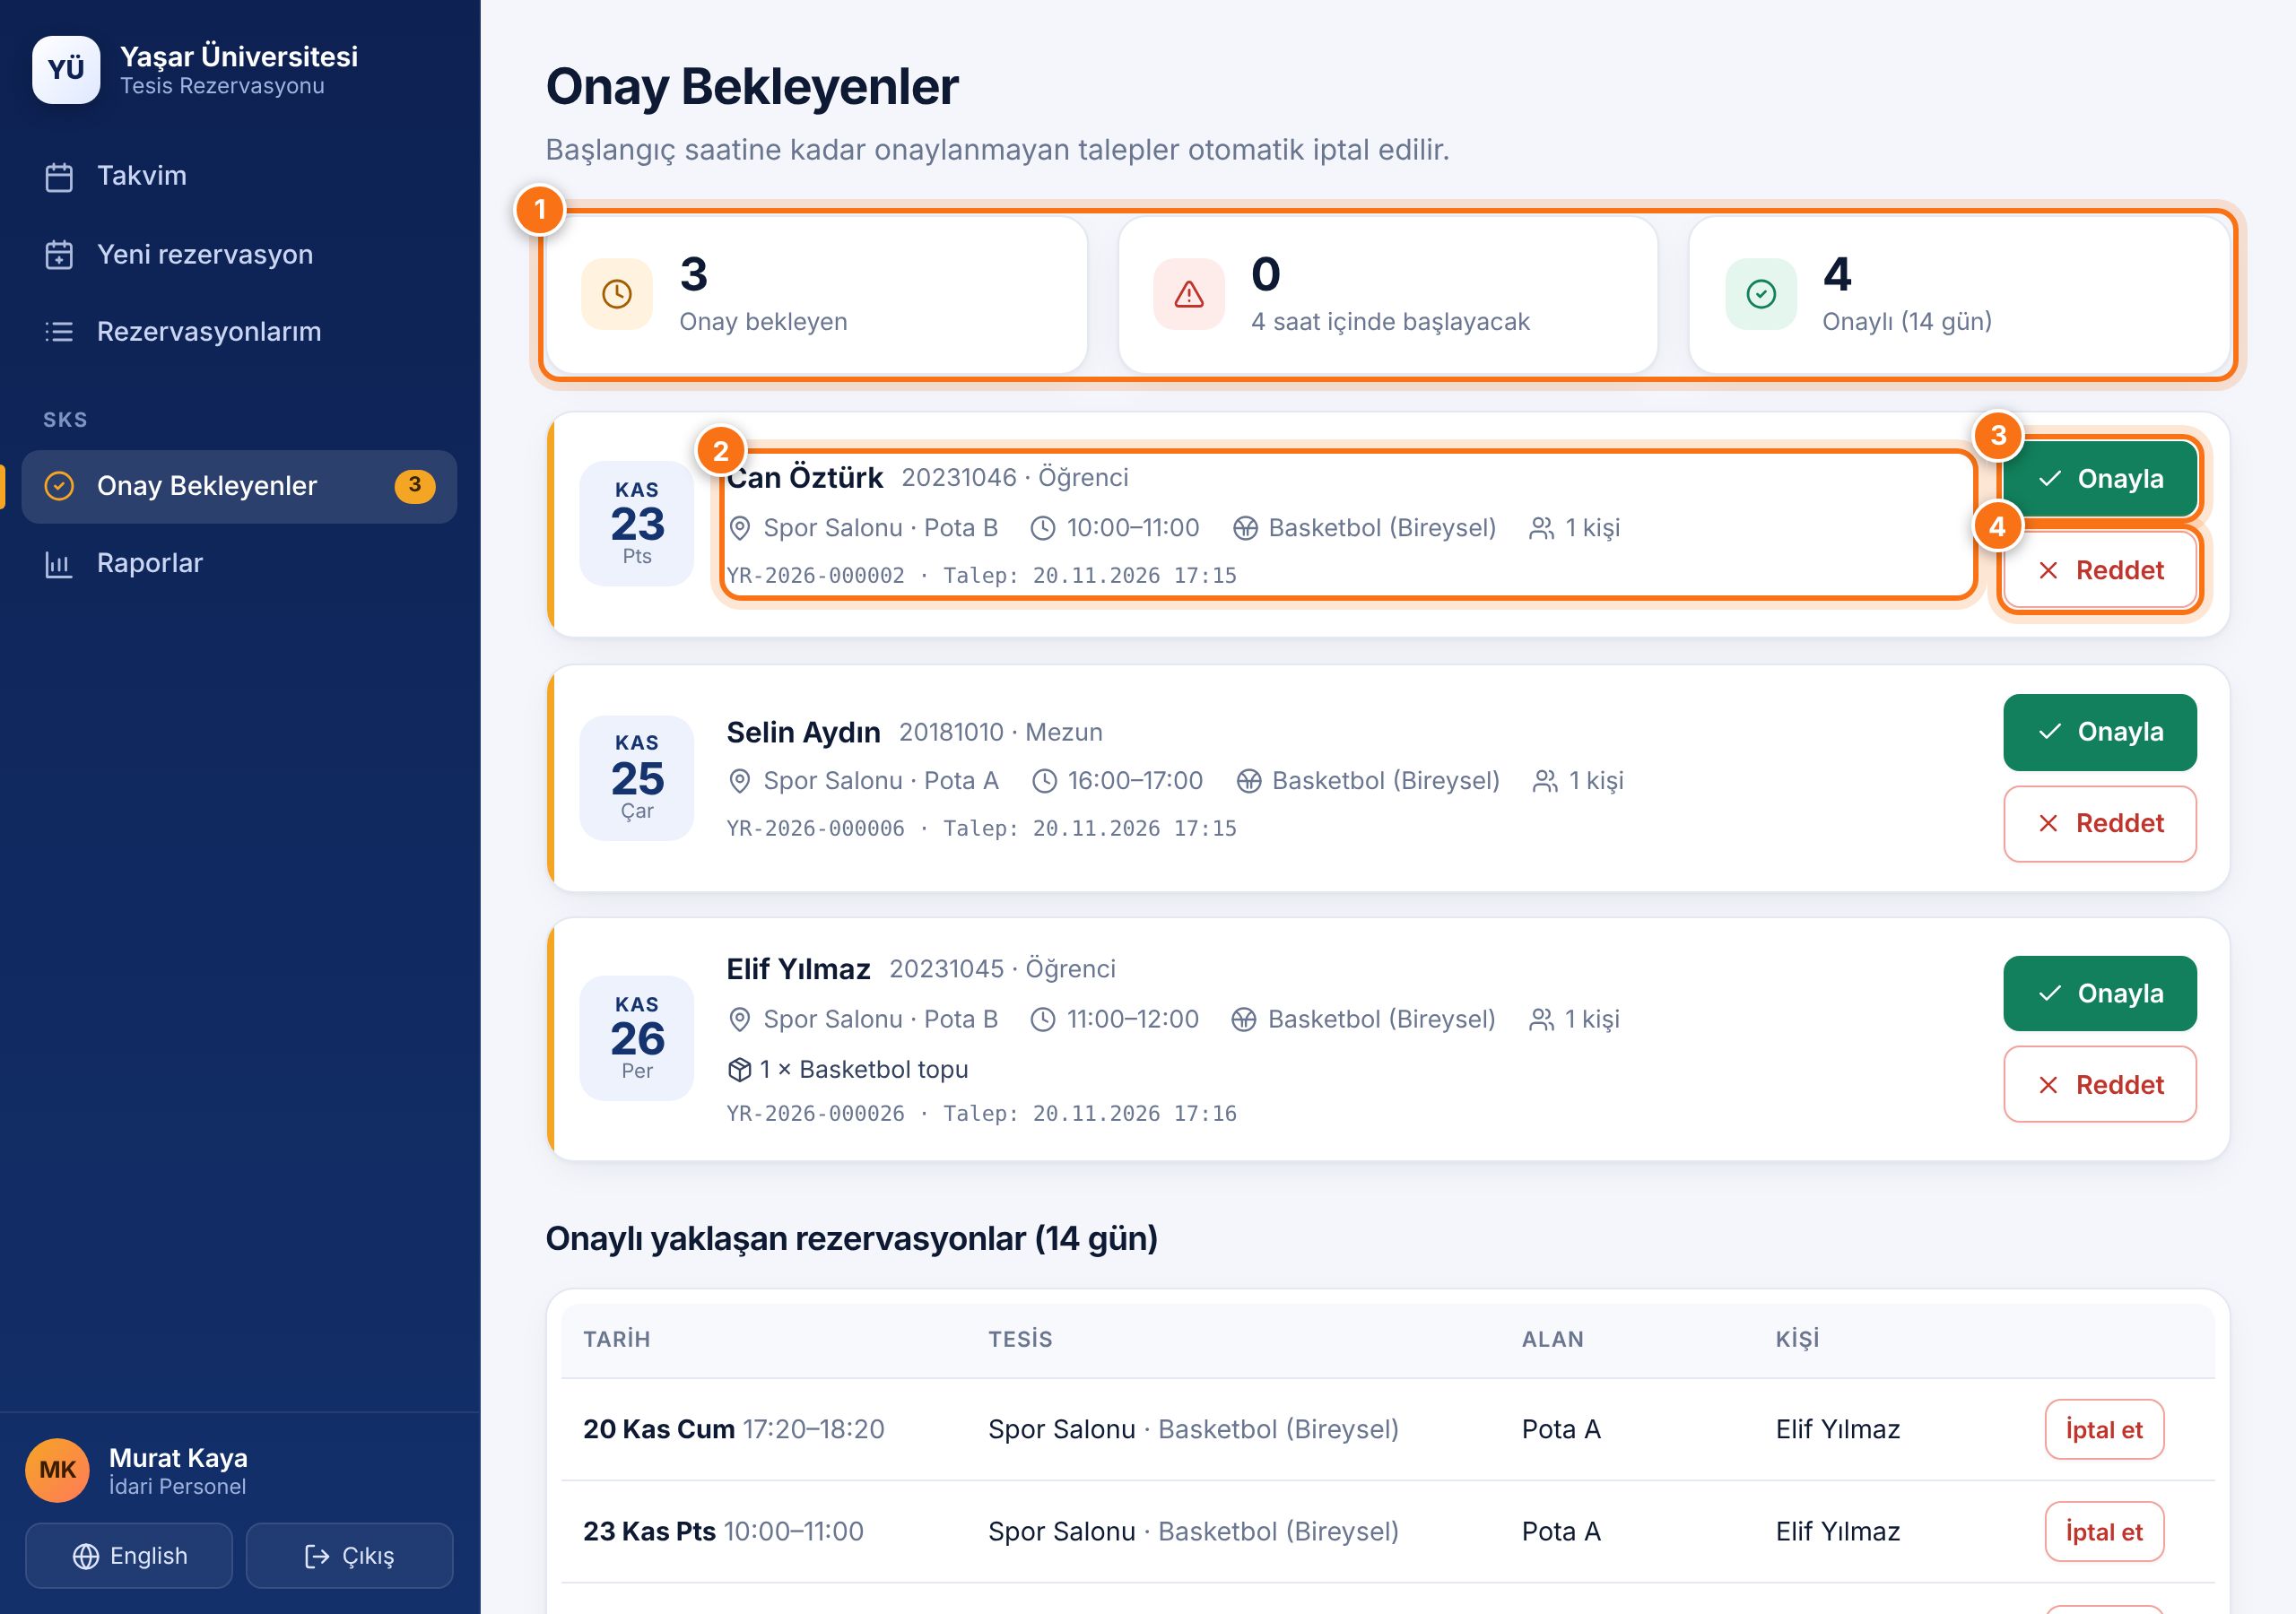 YÜ
Yaşar Üniversitesi
Tesis Rezervasyonu
Takvim
Yeni rezervasyon
Rezervasyonlarım
SKS
Onay Bekleyenler 3
Raporlar
MK
Murat Kaya
İdari Personel
English
Çıkış
Onay Bekleyenler
Başlangıç saatine kadar onaylanmayan talepler otomatik iptal edilir.
1
3
Onay bekleyen
0
4 saat içinde başlayacak
4
Onaylı (14 gün)
KAS
23
Pts
2
Can Öztürk 20231046 · Öğrenci
Spor Salonu · Pota B 10:00–11:00 Basketbol (Bireysel) 1 kişi
YR-2026-000002 · Talep: 20.11.2026 17:15
3
Onayla
4
Reddet
KAS
25
Çar
Selin Aydın 20181010 · Mezun
Spor Salonu · Pota A 16:00–17:00 Basketbol (Bireysel) 1 kişi
YR-2026-000006 · Talep: 20.11.2026 17:15
Onayla
Reddet
KAS
26
Per
Elif Yılmaz 20231045 · Öğrenci
Spor Salonu · Pota B 11:00–12:00 Basketbol (Bireysel) 1 kişi
1 × Basketbol topu
YR-2026-000026 · Talep: 20.11.2026 17:16
Onayla
Reddet
Onaylı yaklaşan rezervasyonlar (14 gün)
TARİH TESİS ALAN KİŞİ
20 Kas Cum 17:20–18:20 Spor Salonu · Basketbol (Bireysel) Pota A Elif Yılmaz İptal et
23 Kas Pts 10:00–11:00 Spor Salonu · Basketbol (Bireysel) Pota A Elif Yılmaz İptal et